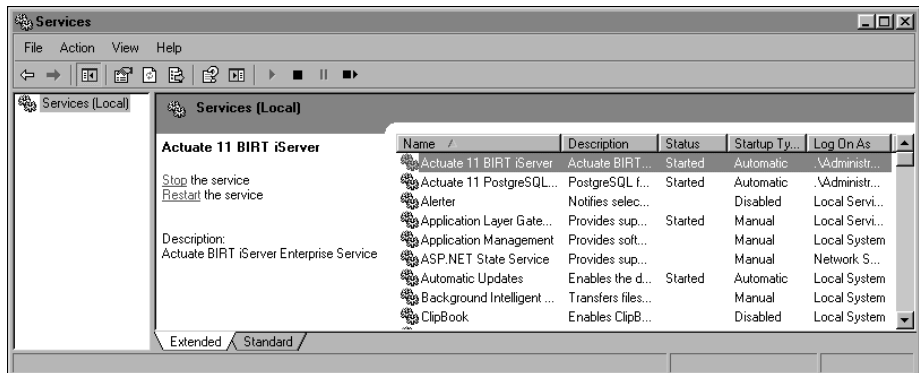 Services
File Action View Help
Services (Local)
Services (Local)
Actuate 11 BIRT iServer
Stop the service
Restart the service
Description:
Actuate BIRT iServer Enterprise Service
Name Description Status Startup Ty... Log On As
Actuate 11 BIRT iServer Actuate BIRT... Started Automatic .\Administr...
Actuate 11 PostgreSQL... PostgreSQL f... Started Automatic .\Administr...
Alerter Notifies selec... Disabled Local Servi...
Application Layer Gate... Provides sup... Started Manual Local Servi...
Application Management Provides soft... Manual Local System
ASP.NET State Service Provides sup... Manual Network S...
Automatic Updates Enables the d... Started Automatic Local System
Background Intelligent ... Transfers files... Manual Local System
ClipBook Enables ClipB... Disabled Local System
Extended Standard